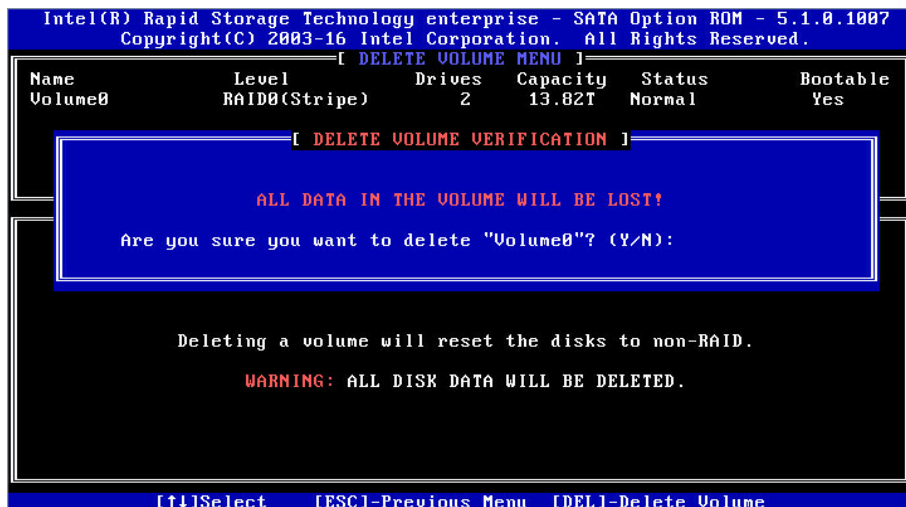 Intel(R) Rapid Storage Technology enterprise - SATA Option ROM - 5.1.0.1007
Copyright(C) 2003-16 Intel Corporation. All Rights Reserved.
[ DELETE VOLUME MENU ]
Name Level Drives Capacity Status Bootable
Volume0 RAID0(Stripe) 2 13.82T Normal Yes
[ DELETE VOLUME VERIFICATION ]
ALL DATA IN THE VOLUME WILL BE LOST!
Are you sure you want to delete "Volume0"? (Y/N):
Deleting a volume will reset the disks to non-RAID.
WARNING: ALL DISK DATA WILL BE DELETED.
[↑↓]Select [ESC]-Previous Menu [DEL]-Delete Volume